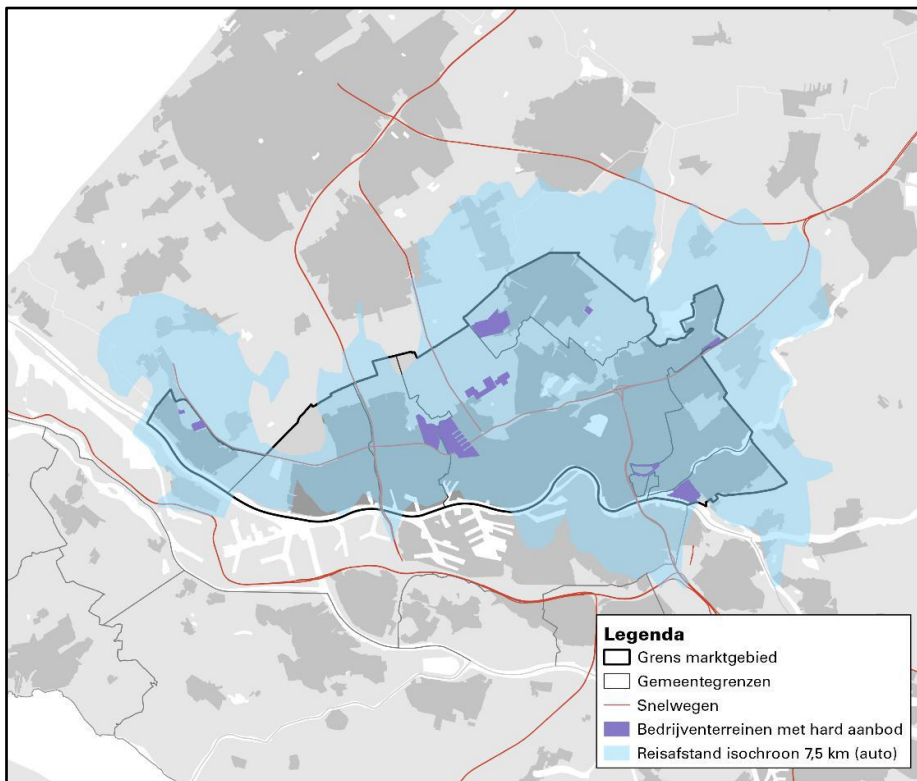 Legenda
Grens marktgebied
Gemeentegrenzen
Snelwegen
Bedrijventerreinen met hard aanbod
Reisafstand isochroon 7,5 km (auto)